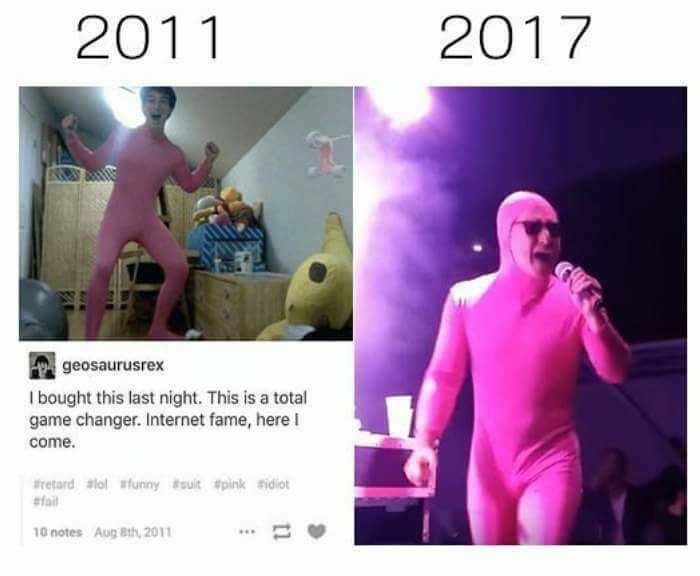 2011
2017
geosaurusrex
I bought this last night. This is a total
game changer. Internet fame, here I
come.
#retard #lol #funny #suit #pink #idiot
#fail
10 notes Aug 8th, 2011